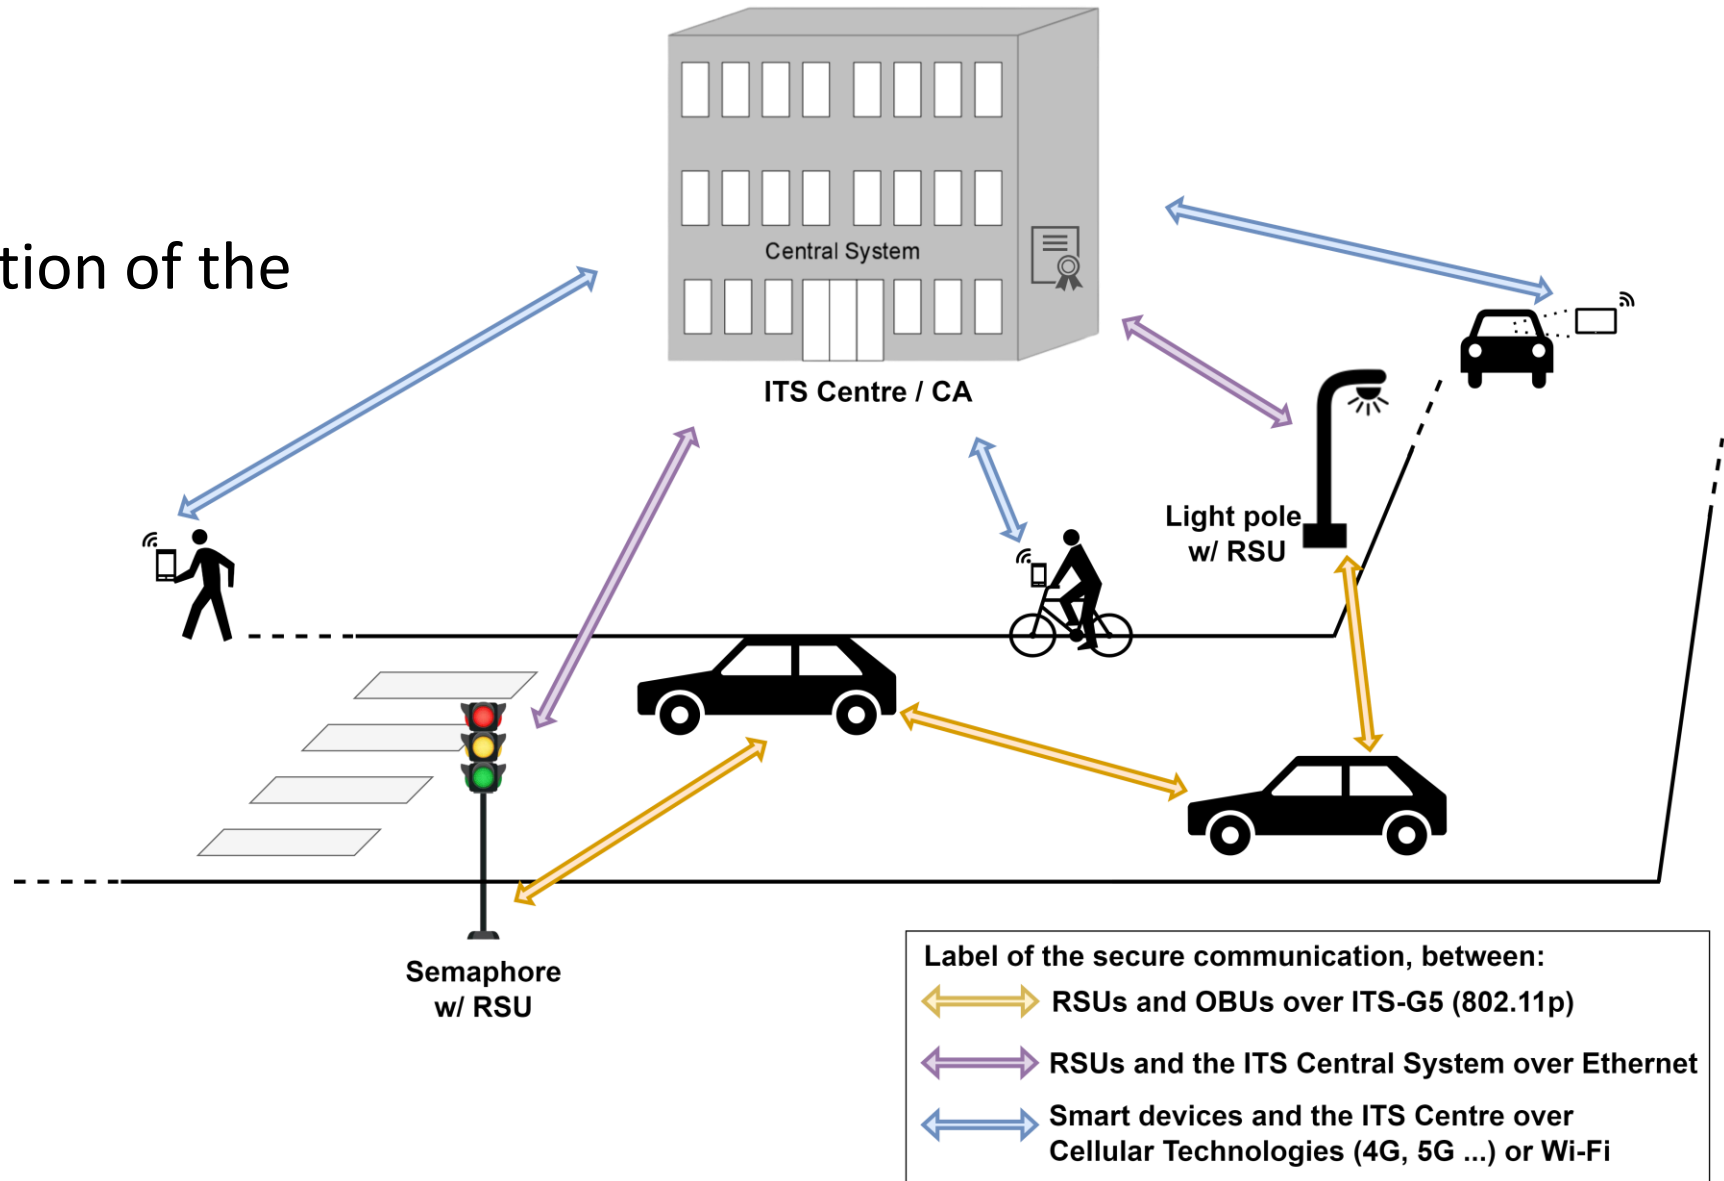 tion of the
Central System
ITS Centre / CA
Light pole
w/ RSU
Semaphore
w/ RSU
Label of the secure communication, between:
RSUs and OBUs over ITS-G5 (802.11p)
RSUs and the ITS Central System over Ethernet
Smart devices and the ITS Centre over
Cellular Technologies (4G, 5G ...) or Wi-Fi